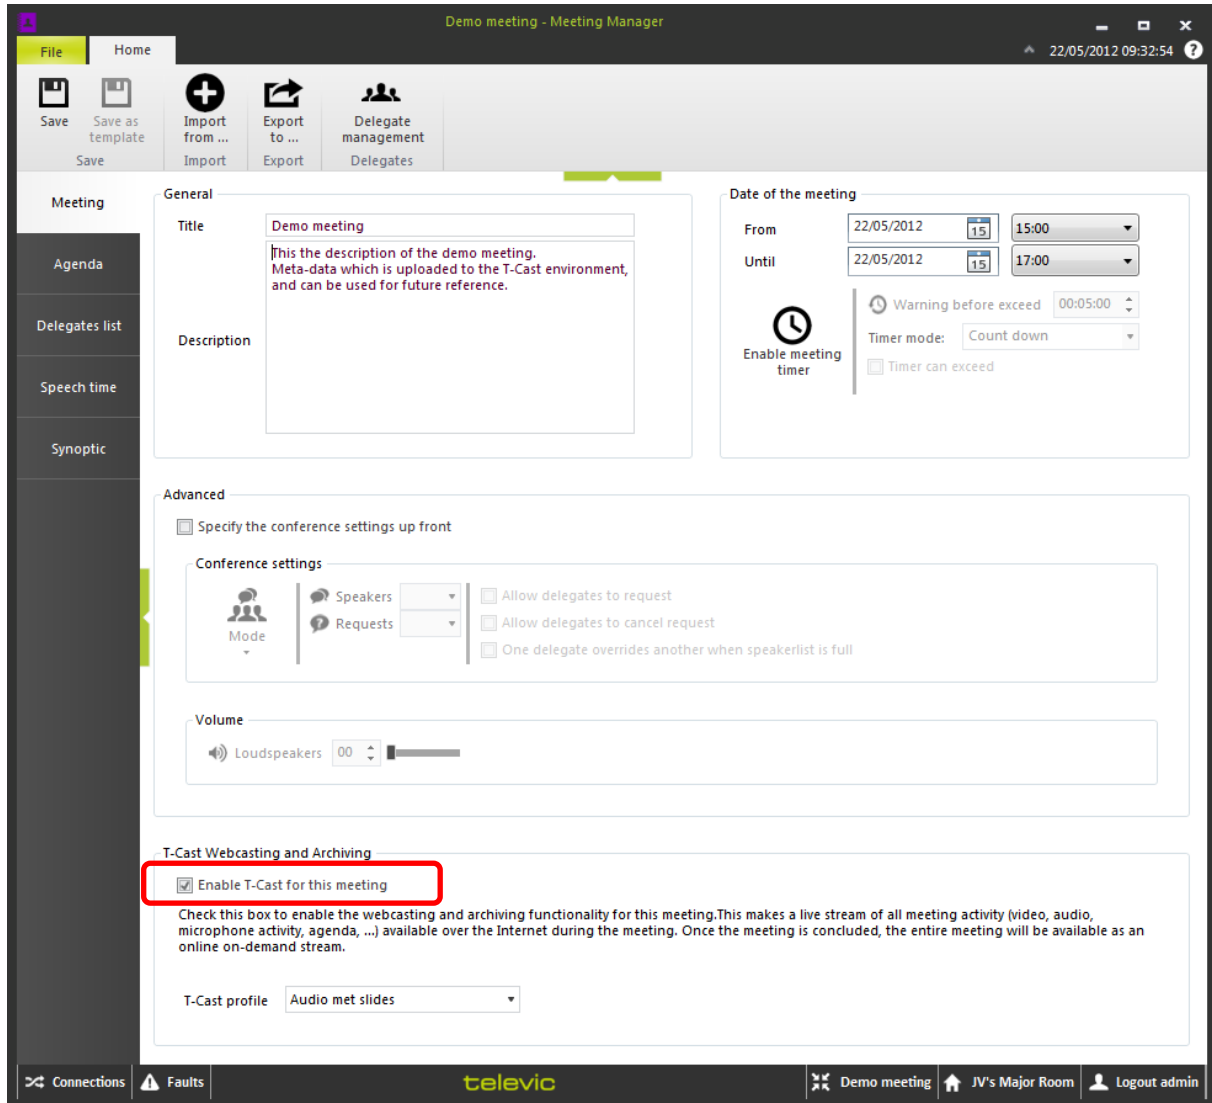 Demo meeting - Meeting Manager
File
Home
22/05/2012 09:32:54
?
Save
Save as
template
Save
Import
from ...
Import
Export
to ...
Export
Delegate
management
Delegates
Meeting
Agenda
Delegates list
Speech time
Synoptic
General
Title
Demo meeting
Description
This the description of the demo meeting.
Meta-data which is uploaded to the T-Cast environment,
and can be used for future reference.
Date of the meeting
From
22/05/2012
15
15:00
Until
22/05/2012
15
17:00
Enable meeting
timer
Warning before exceed
00:05:00
Timer mode:
Count down
Timer can exceed
Advanced
Specify the conference settings up front
Conference settings
Mode
Speakers
? Requests
Allow delegates to request
Allow delegates to cancel request
One delegate overrides another when speakerlist is full
Volume
Loudspeakers
00
T-Cast Webcasting and Archiving
Enable T-Cast for this meeting
Check this box to enable the webcasting and archiving functionality for this meeting.This makes a live stream of all meeting activity (video, audio,
microphone activity, agenda, ...) available over the Internet during the meeting. Once the meeting is concluded, the entire meeting will be available as an
online on-demand stream.
T-Cast profile
Audio met slides
Connections
Faults
televic
Demo meeting
JV's Major Room
Logout admin